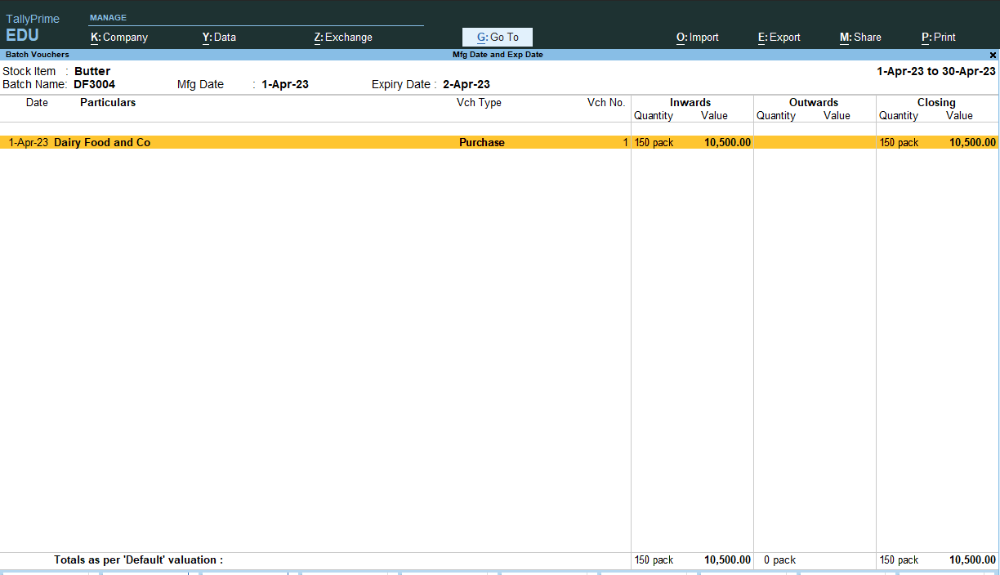 TallyPrime MANAGE
EDU K:Company Y:Data Z:Exchange G:Go To O:Import E:Export M:Share P:Print
Batch Vouchers Mfg Date and Exp Date
Stock Item : Butter 1-Apr-23 to 30-Apr-23
Batch Name: DF3004 Mfg Date : 1-Apr-23 Expiry Date : 2-Apr-23
Date Particulars Vch Type Vch No. Inwards Outwards Closing
Quantity Value Quantity Value Quantity Value
1-Apr-23 Dairy Food and Co Purchase 1 150 pack 10,500.00 150 pack 10,500.00
Totals as per 'Default' valuation : 150 pack 10,500.00 0 pack 150 pack 10,500.00